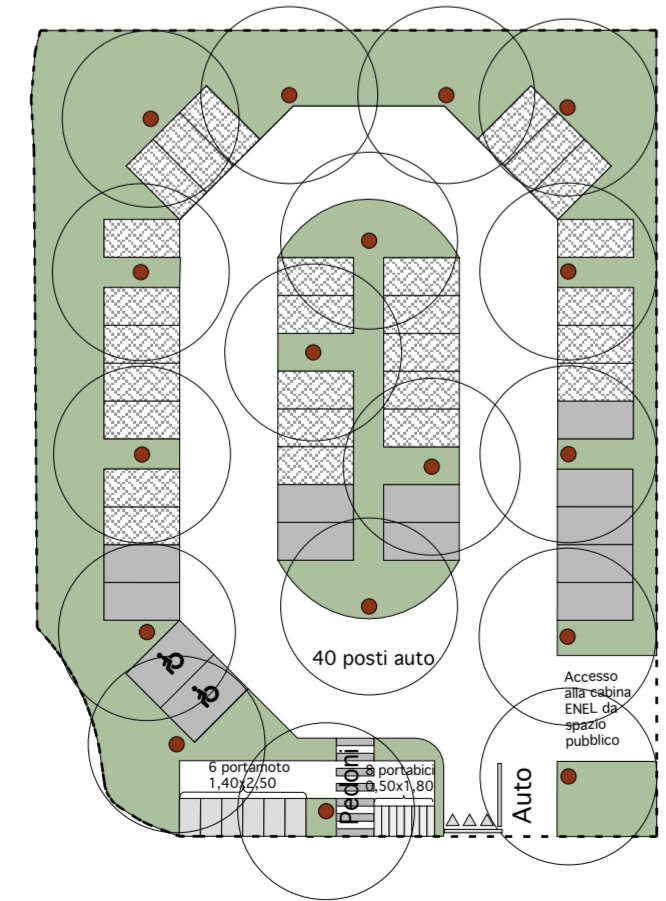 40 posti auto
Accesso
alla cabina
ENEL da
spazio
pubblico
6 portamoto
1,40x2,50
Pedoni
8 portabici
0,50x1,80
Auto